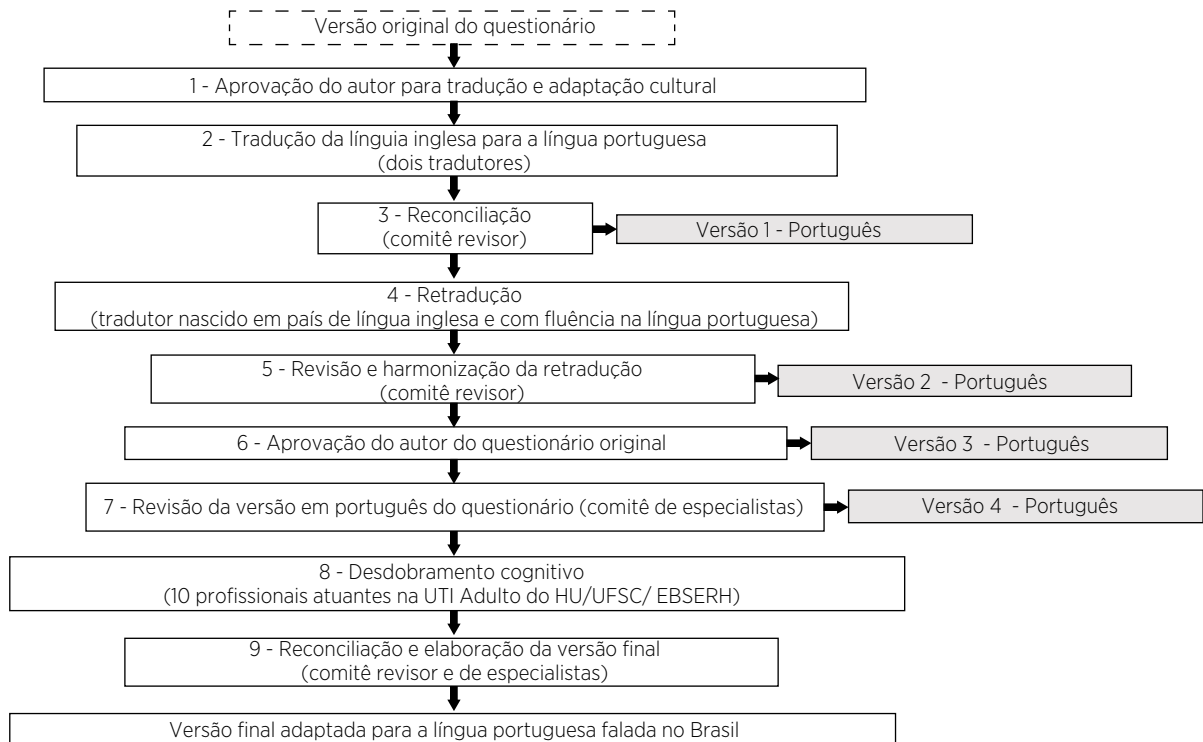 Versão original do questionário
1 - Aprovação do autor para tradução e adaptação cultural
2 - Tradução da línguia inglesa para a língua portuguesa
(dois tradutores)
3 - Reconciliação
(comitê revisor)
Versão 1 - Português
4 - Retradução
(tradutor nascido em país de língua inglesa e com fluência na língua portuguesa)
5 - Revisão e harmonização da retradução
(comitê revisor)
Versão 2 - Português
6 - Aprovação do autor do questionário original
Versão 3 - Português
7 - Revisão da versão em português do questionário (comitê de especialistas)
Versão 4 - Português
8 - Desdobramento cognitivo
(10 profissionais atuantes na UTI Adulto do HU/UFSC/ EBSERH)
9 - Reconciliação e elaboração da versão final
(comitê revisor e de especialistas)
Versão final adaptada para a língua portuguesa falada no Brasil